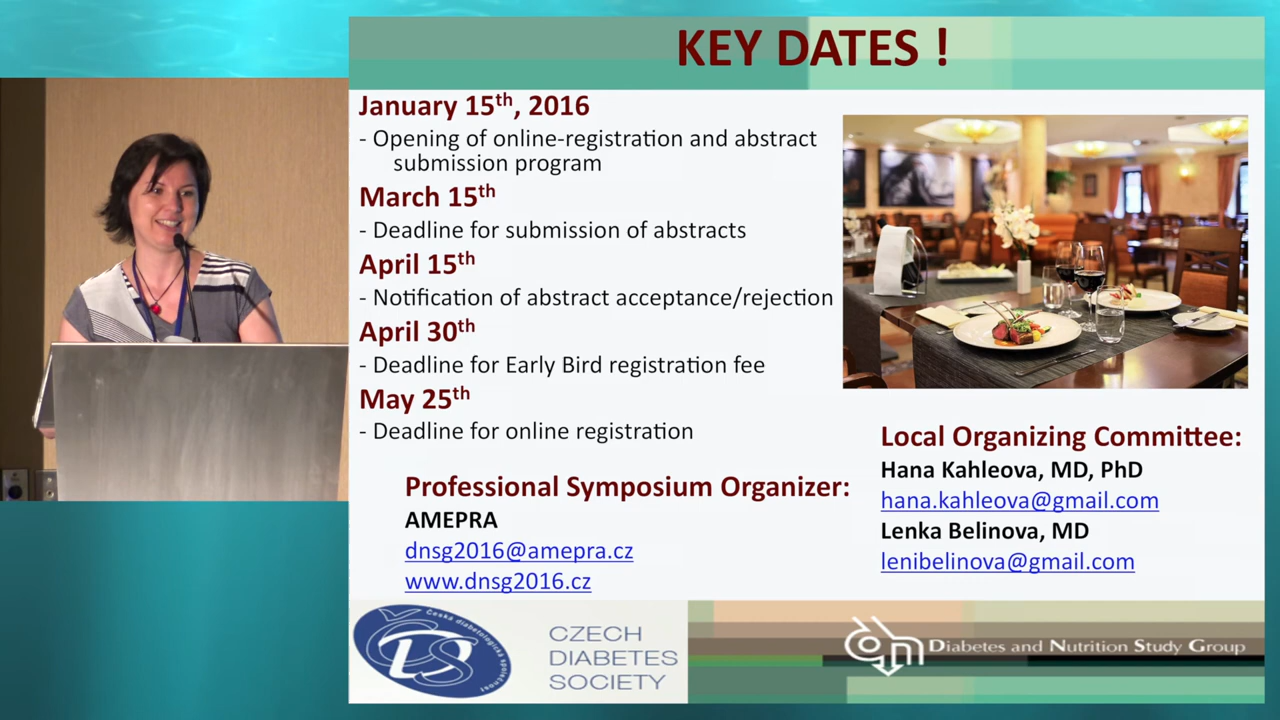 KEY DATES !
January 15th, 2016
- Opening of online-registration and abstract
submission program
March 15th
- Deadline for submission of abstracts
April 15th
- Notification of abstract acceptance/rejection
April 30th
- Deadline for Early Bird registration fee
May 25th
- Deadline for online registration
Professional Symposium Organizer:
AMEPRA
dnsg2016@amepra.cz
www.dnsg2016.cz
Local Organizing Committee:
Hana Kahleova, MD, PhD
hana.kahleova@gmail.com
Lenka Belinova, MD
lenibelinova@gmail.com
Česká diabetologická společnost
ČDS
CZECH
DIABETES
SOCIETY
Diabetes and Nutrition Study Group